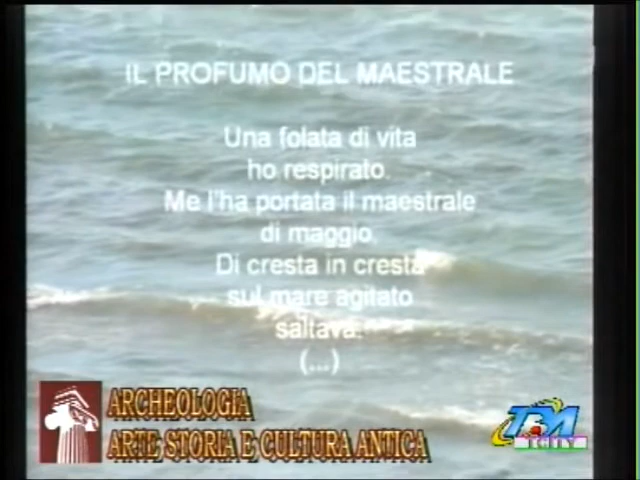 IL PROFUMO DEL MAESTRALE
Una folata di vita
ho respirato.
Me l'ha portata il maestrale
di maggio.
Di cresta in cresta
sul mare agitato
saltava.
(...)
ARCHEOLOGIA
ARTE STORIA E CULTURA ANTICA